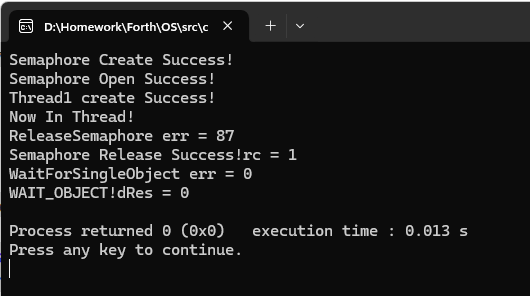 D:\Homework\Forth\OS\src\c
Semaphore Create Success!
Semaphore Open Success!
Thread1 create Success!
Now In Thread!
ReleaseSemaphore err = 87
Semaphore Release Success!rc = 1
WaitForSingleObject err = 0
WAIT_OBJECT!dRes = 0
Process returned 0 (0x0)   execution time : 0.013 s
Press any key to continue.